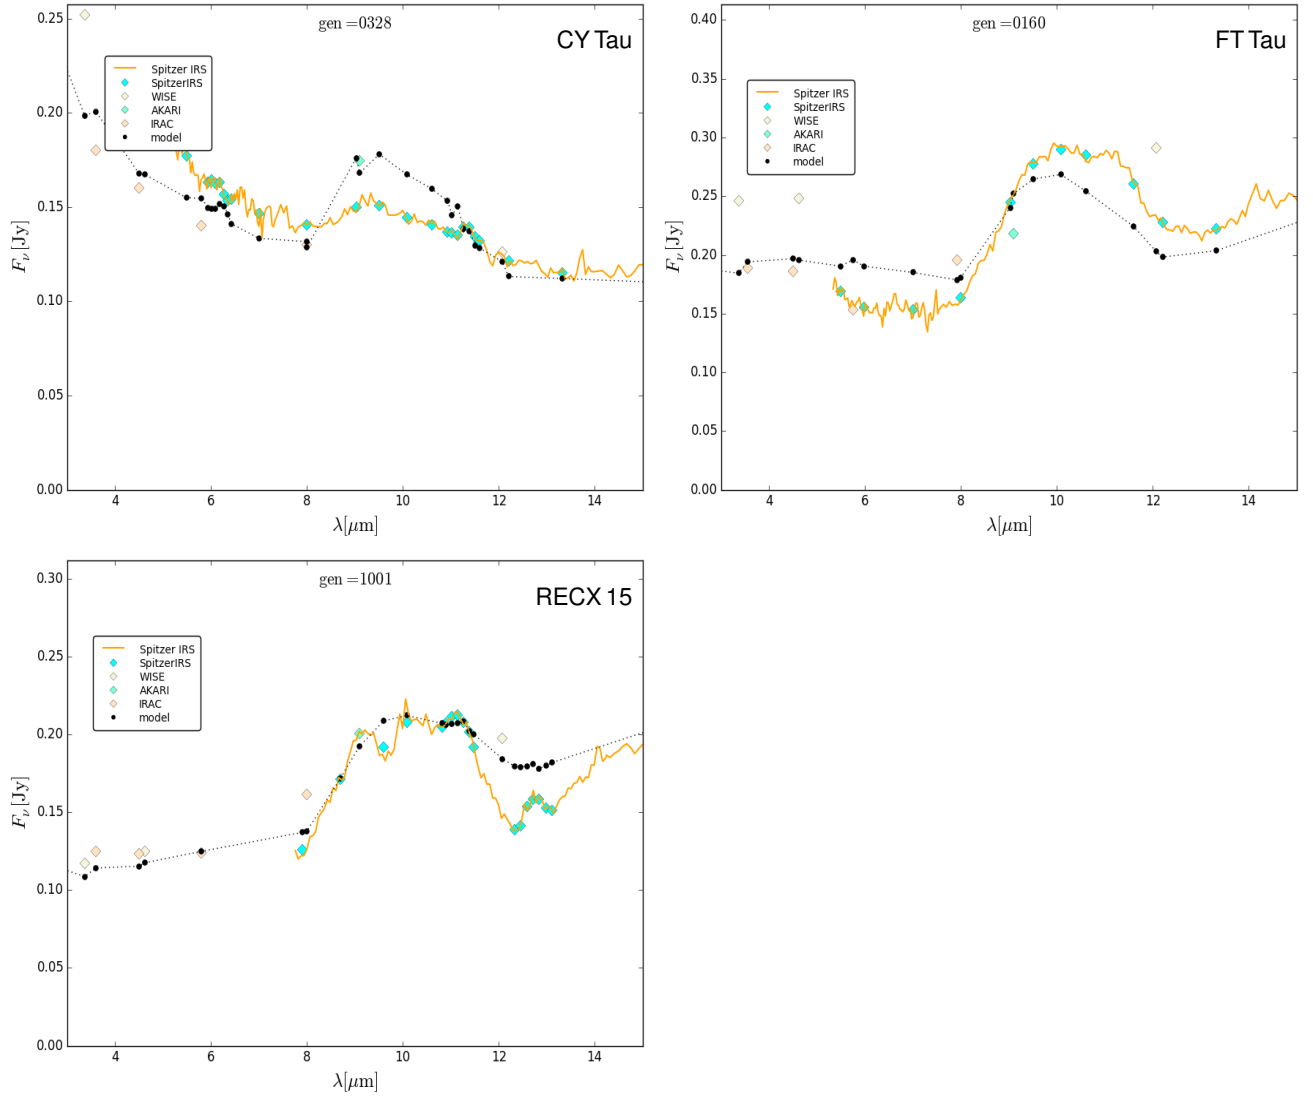 gen =0328
CY Tau
Spitzer IRS
SpitzerIRS
WISE
AKARI
IRAC
model
0.25
0.20
0.15
0.10
0.05
0.00
Fν [Jy]
4 6 8 10 12 14
λ[μm]
gen =0160
FT Tau
Spitzer IRS
SpitzerIRS
WISE
AKARI
IRAC
model
0.40
0.35
0.30
0.25
0.20
0.15
0.10
0.05
0.00
Fν [Jy]
4 6 8 10 12 14
λ[μm]
gen =1001
RECX 15
Spitzer IRS
SpitzerIRS
WISE
AKARI
IRAC
model
0.30
0.25
0.20
0.15
0.10
0.05
0.00
Fν [Jy]
4 6 8 10 12 14
λ[μm]